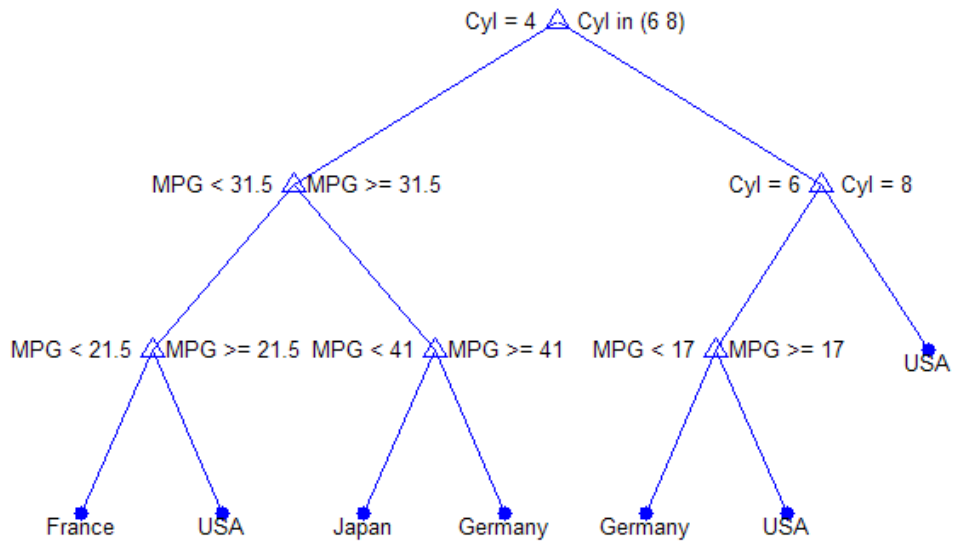 Cyl = 4 Cyl in (6 8)
MPG < 31.5 MPG >= 31.5 Cyl = 6 Cyl = 8
MPG < 21.5 MPG >= 21.5 MPG < 41 MPG >= 41 MPG < 17 MPG >= 17
USA
France USA Japan Germany Germany USA